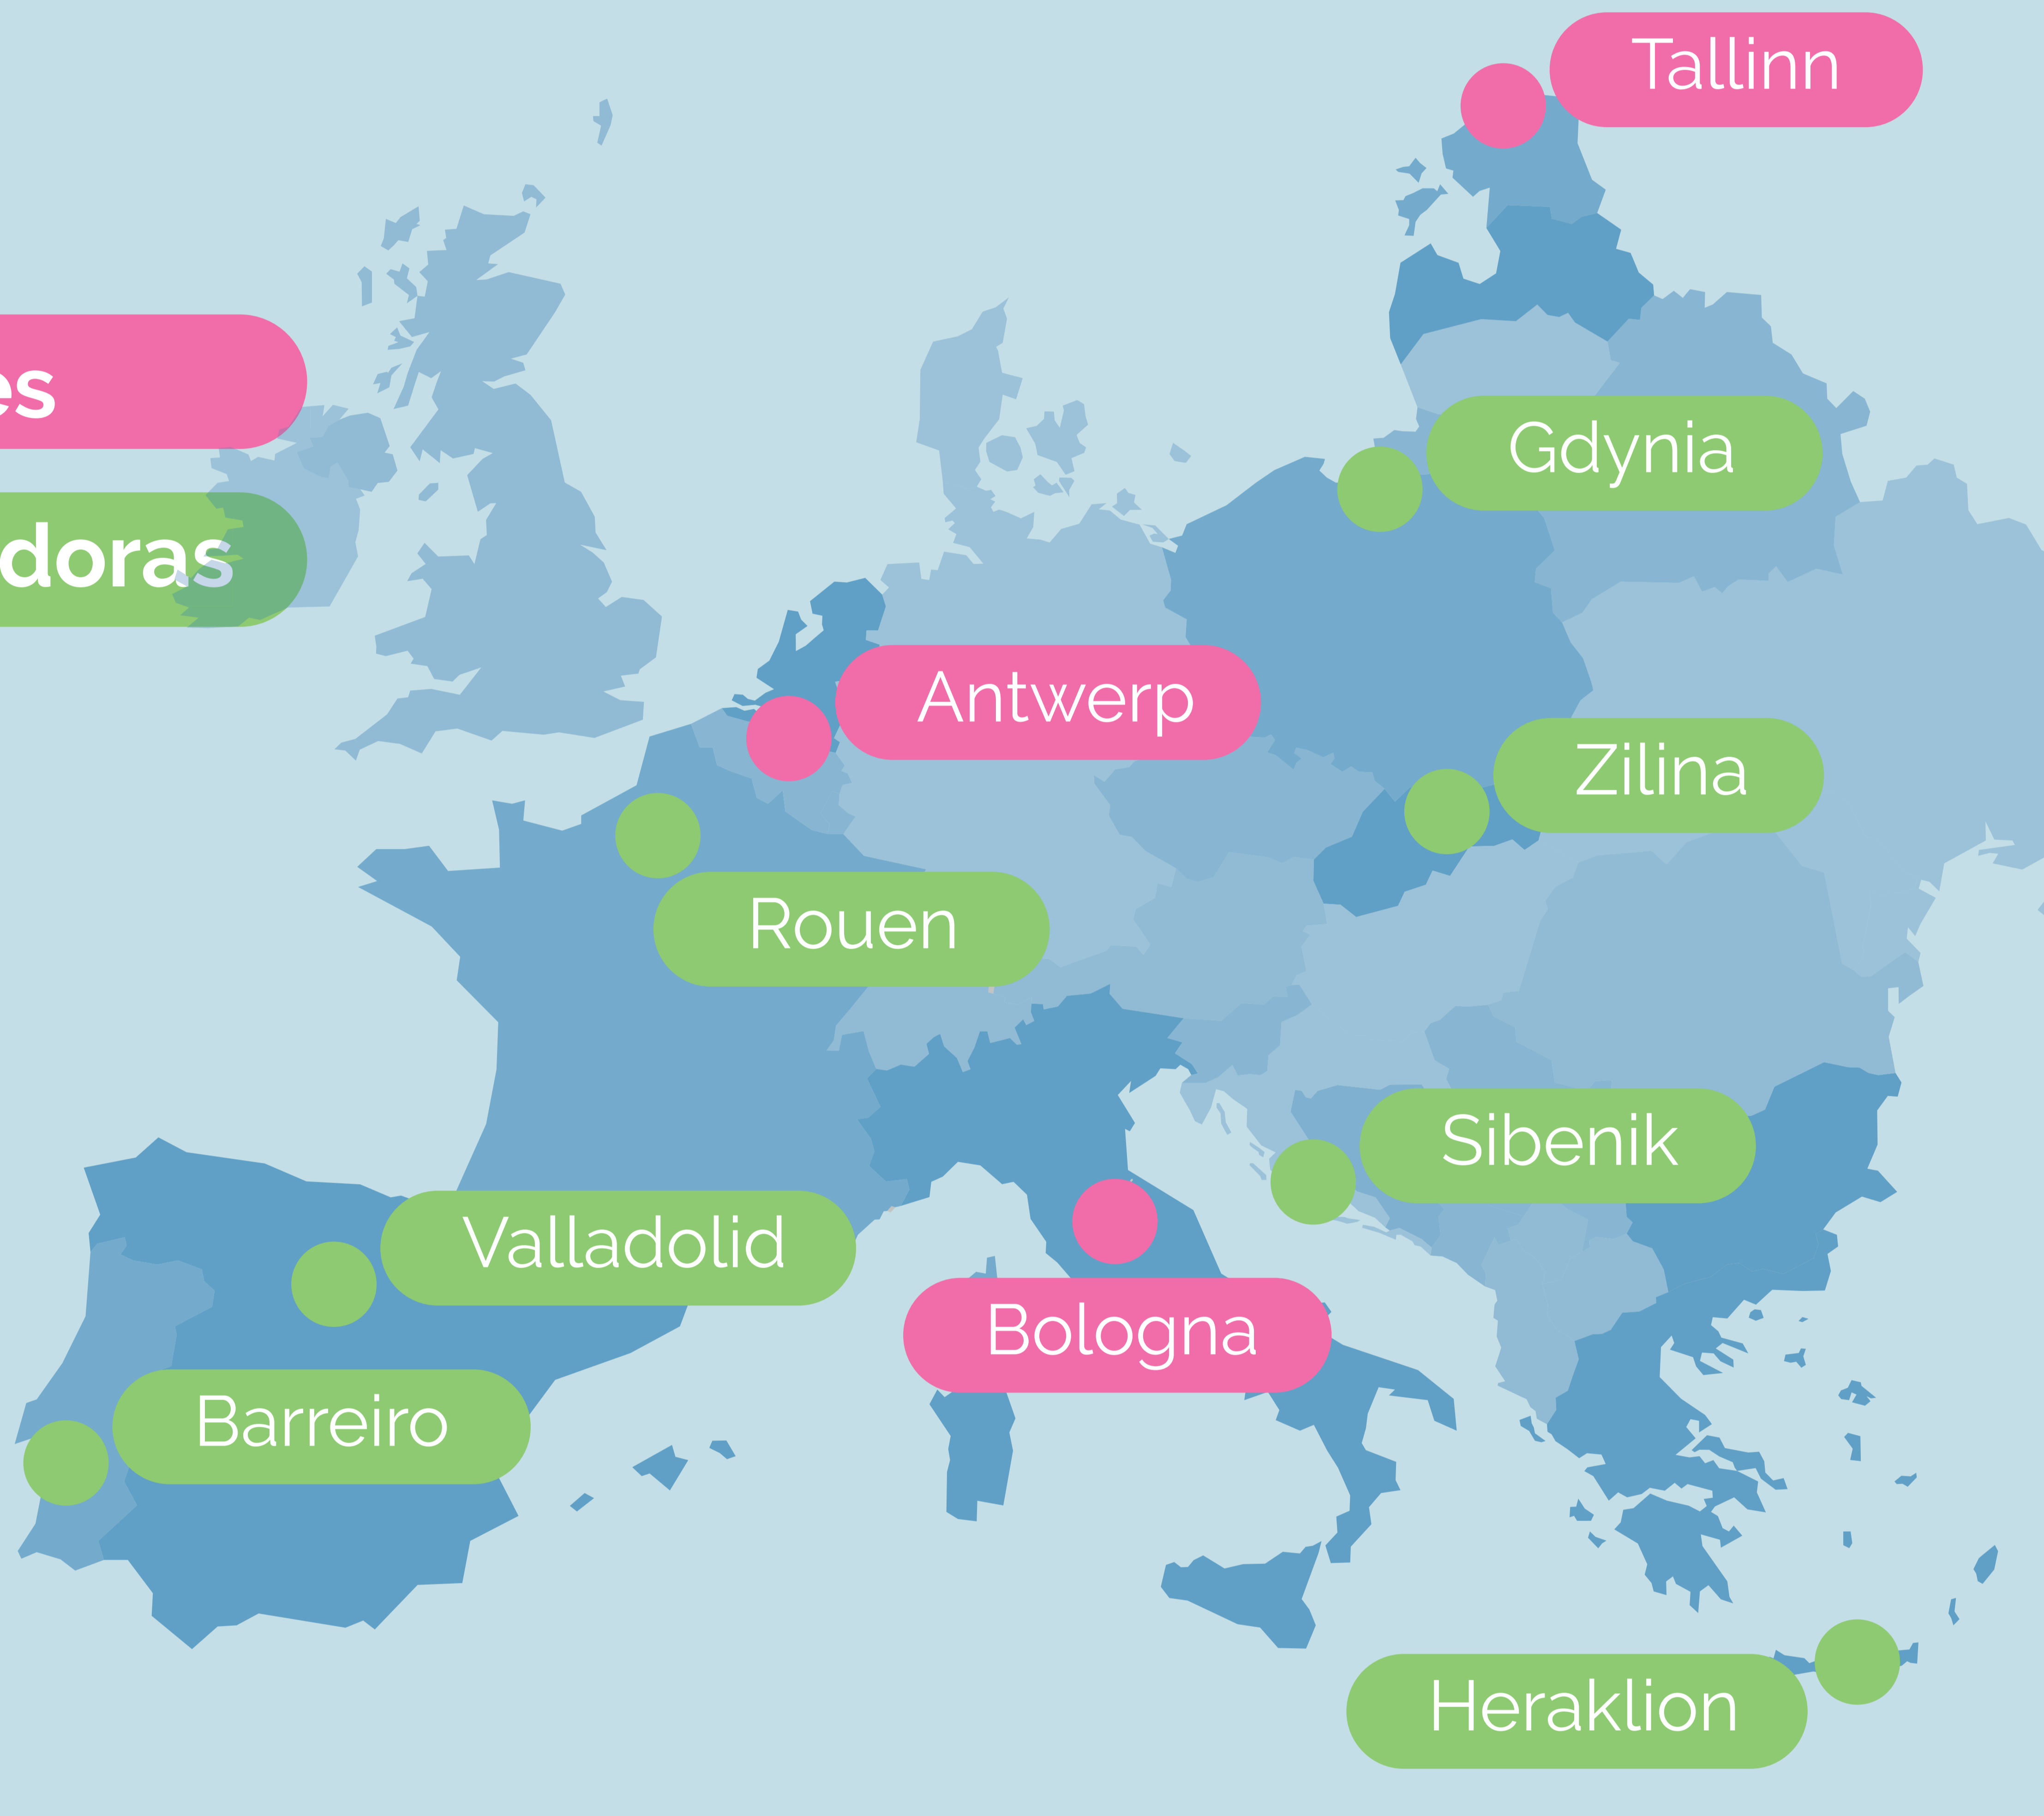 Tallinn
es
Gdynia
doras
Antwerp
Zilina
Rouen
Sibenik
Valladolid
Bologna
Barreiro
Heraklion